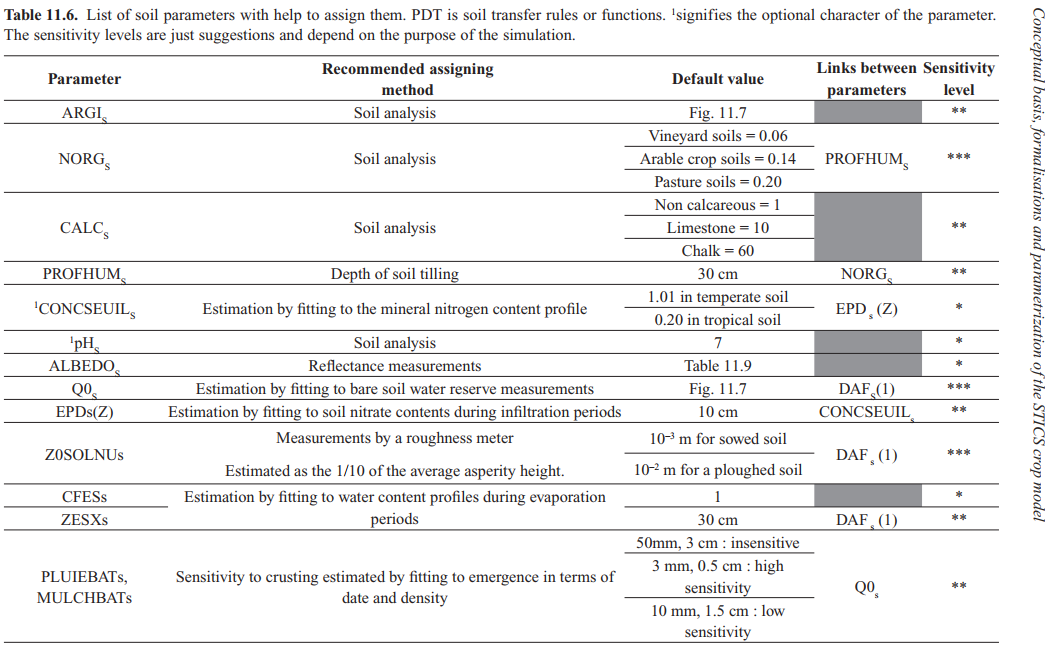 Table 11.6. List of soil parameters with help to assign them. PDT is soil transfer rules or functions. ¹signifies the optional character of the parameter.
The sensitivity levels are just suggestions and depend on the purpose of the simulation.
Parameter Recommended assigning method Default value Links between parameters Sensitivity level
ARGIs Soil analysis Fig. 11.7 **
NORGs Soil analysis Vineyard soils = 0.06 PROFHUMs ***
Arable crop soils = 0.14
Pasture soils = 0.20
CALCs Soil analysis Non calcareous = 1 **
Limestone = 10
Chalk = 60
PROFHUMs Depth of soil tilling 30 cm NORGs **
¹CONCSEUILs Estimation by fitting to the mineral nitrogen content profile 1.01 in temperate soil EPDs (Z) *
0.20 in tropical soil
¹pHs Soil analysis 7 *
ALBEDOs Reflectance measurements Table 11.9 *
Q0s Estimation by fitting to bare soil water reserve measurements Fig. 11.7 DAFs(1) ***
EPDs(Z) Estimation by fitting to soil nitrate contents during infiltration periods 10 cm CONCSEUILs **
Z0SOLNUs Measurements by a roughness meter 10⁻³ m for sowed soil DAFs (1) ***
Estimated as the 1/10 of the average asperity height. 10⁻² m for a ploughed soil
CFESs Estimation by fitting to water content profiles during evaporation periods 1 *
ZESXs 30 cm DAFs (1) **
PLUIEBATs, MULCHBATs Sensitivity to crusting estimated by fitting to emergence in terms of date and density 50mm, 3 cm : insensitive Q0s **
3 mm, 0.5 cm : high sensitivity
10 mm, 1.5 cm : low sensitivity
Conceptual basis, formalisations and parametrization of the STICS crop model